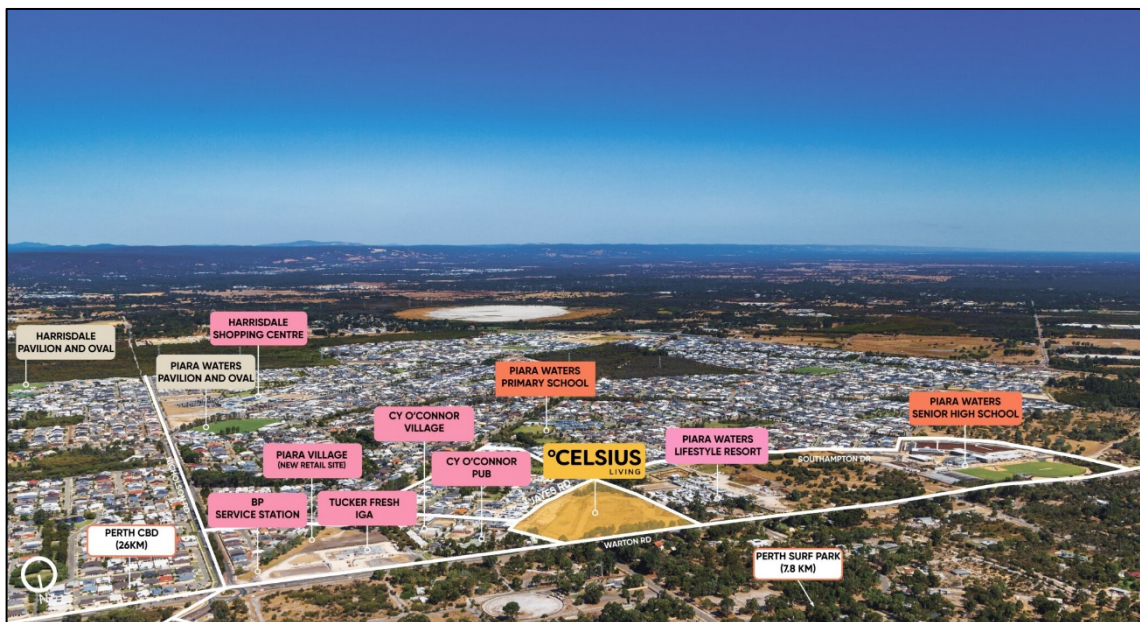 HARRISDALE
PAVILION AND OVAL
HARRISDALE
SHOPPING CENTRE
PIARA WATERS
PAVILION AND OVAL
PIARA WATERS
PRIMARY SCHOOL
PIARA WATERS
SENIOR HIGH SCHOOL
CY O'CONNOR
VILLAGE
PIARA WATERS
LIFESTYLE RESORT
°CELSIUS
LIVING
PIARA VILLAGE
(NEW RETAIL SITE)
CY O'CONNOR
PUB
SOUTHAMPTON DR
RD
BP
SERVICE STATION
TUCKER FRESH
IGA
PERTH CBD
(26KM)
WARTON RD
PERTH SURF PARK
(7.8 KM)